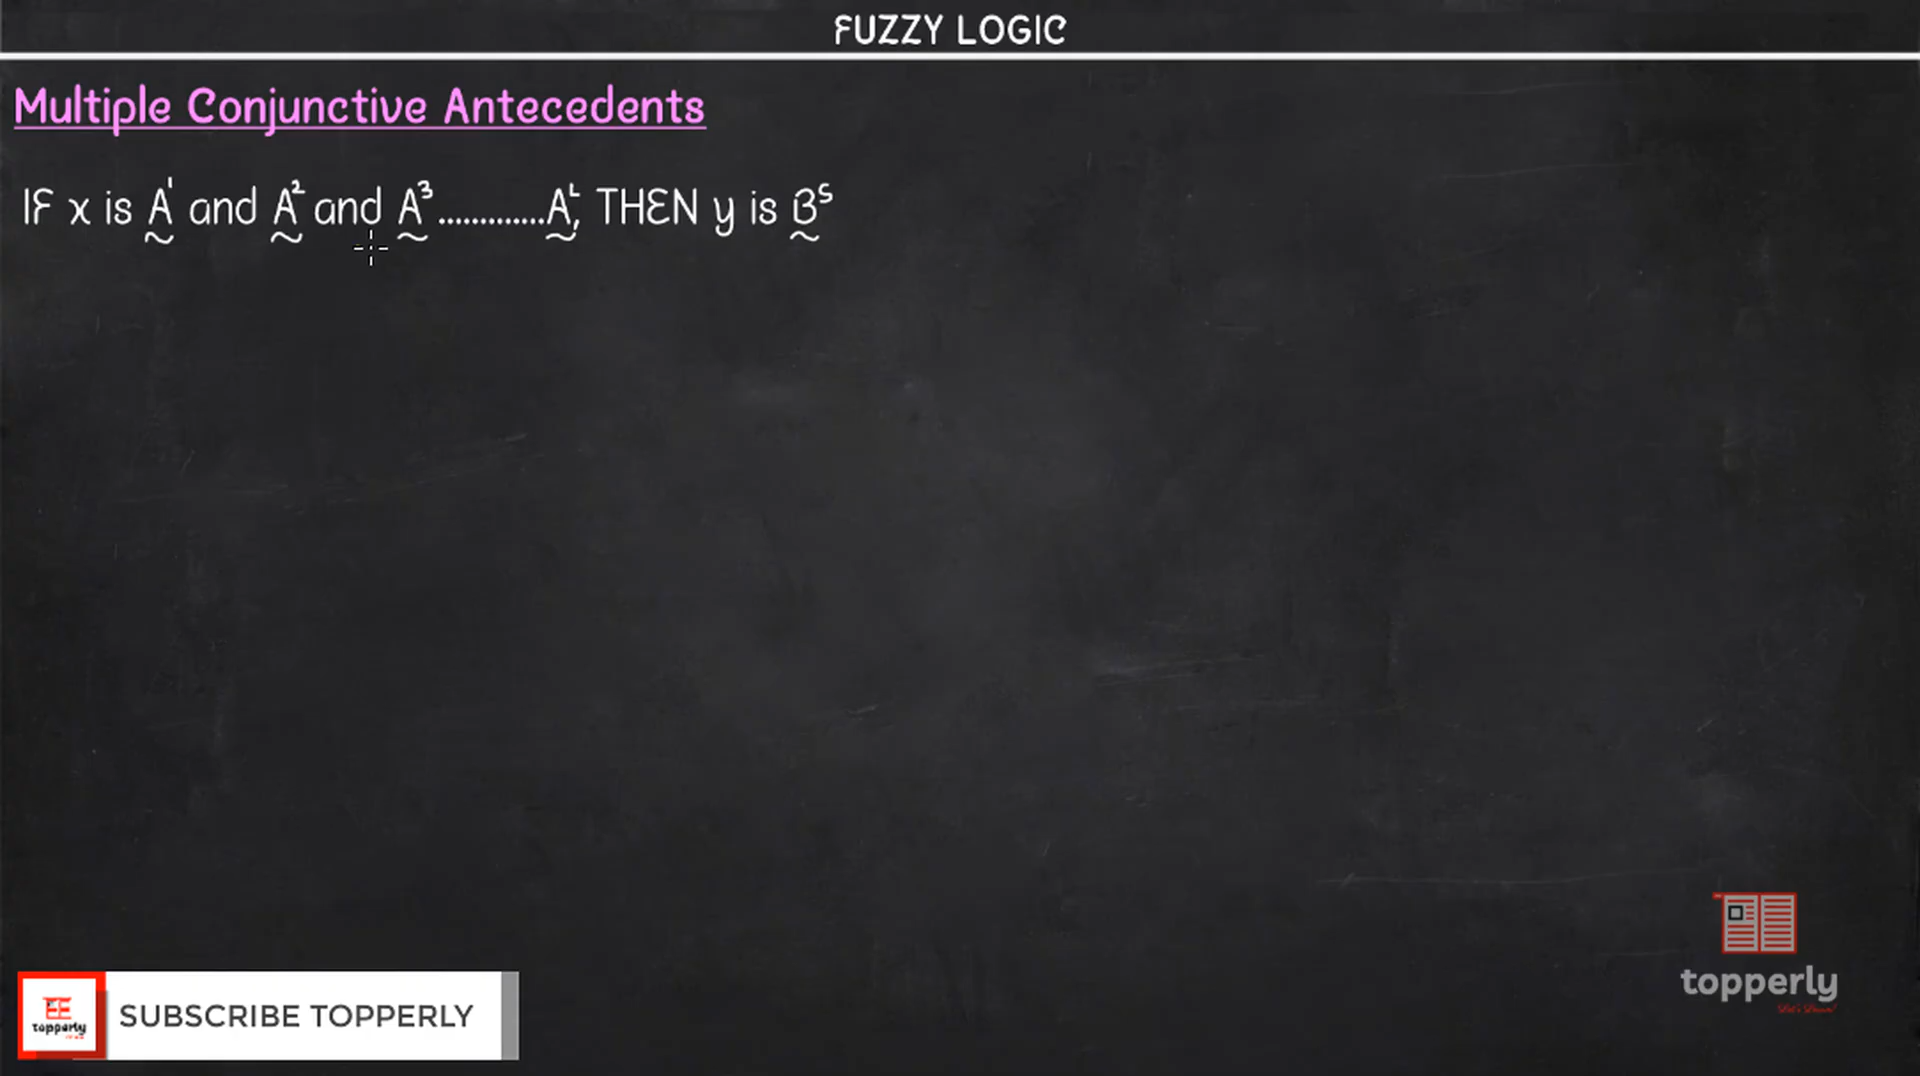 FUZZY LOGIC
Multiple Conjunctive Antecedents
IF x is A¹ and A² and A³.............Aᴸ, THEN y is Bˢ
EE
topperly
SUBSCRIBE TOPPERLY
topperly